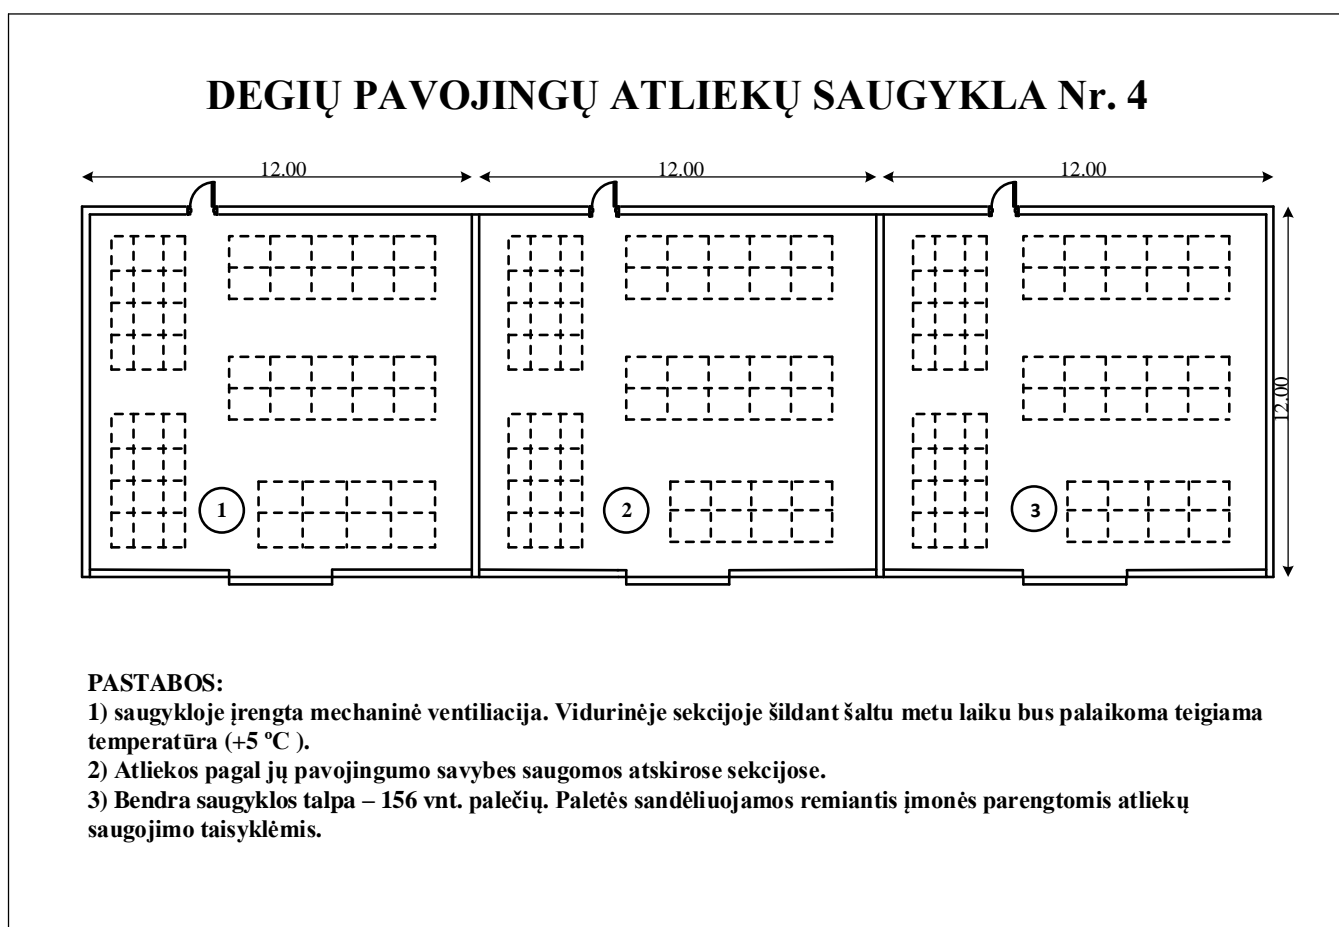 DEGIŲ PAVOJINGŲ ATLIEKŲ SAUGYKLA Nr. 4
12.00
12.00
12.00
12.00
1
2
3
PASTABOS:
1) saugykloje įrengta mechaninė ventiliacija. Vidurinėje sekcijoje šildant šaltu metu laiku bus palaikoma teigiama
temperatūra (+5 ºC ).
2) Atliekos pagal jų pavojingumo savybes saugomos atskirose sekcijose.
3) Bendra saugyklos talpa – 156 vnt. palečių. Paletės sandėliuojamos remiantis įmonės parengtomis atliekų
saugojimo taisyklėmis.